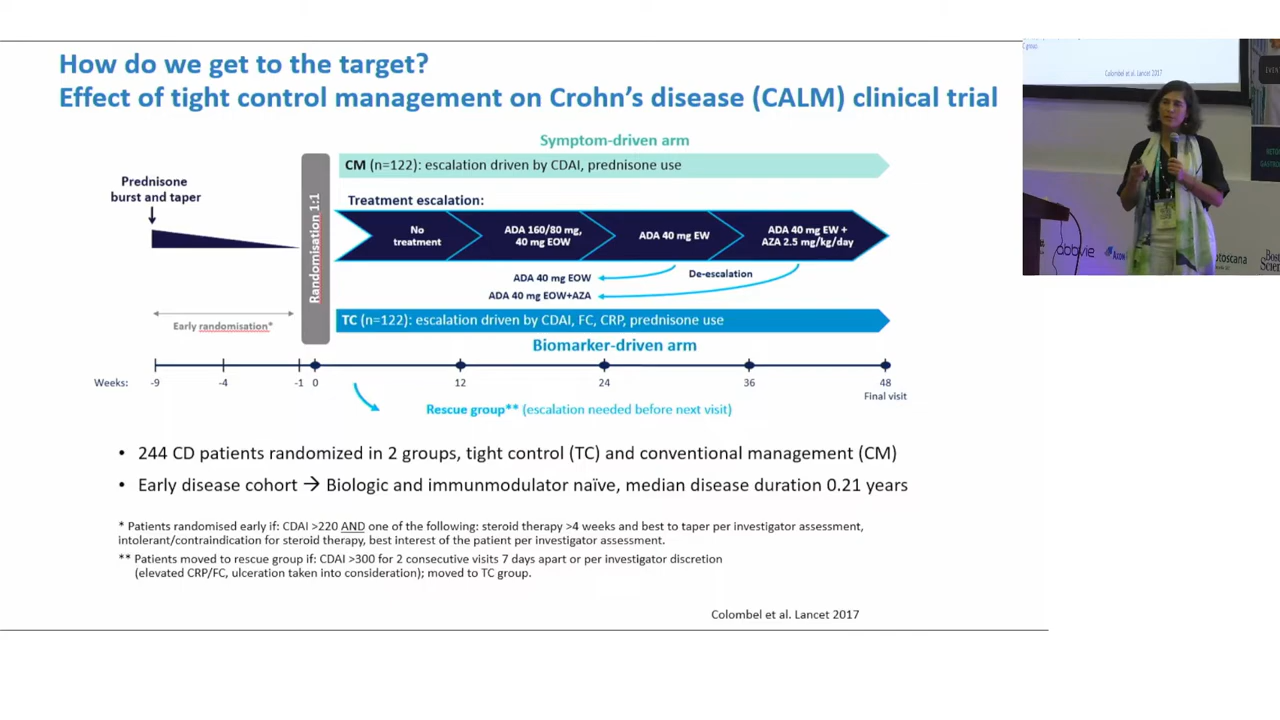 How do we get to the target?
Effect of tight control management on Crohn's disease (CALM) clinical trial
Symptom-driven arm
CM (n=122): escalation driven by CDAI, prednisone use
Prednisone
burst and taper
Randomisation 1:1
Treatment escalation:
No
treatment
ADA 160/80 mg,
40 mg EOW
ADA 40 mg EW
ADA 40 mg EW +
AZA 2.5 mg/kg/day
ADA 40 mg EOW
De-escalation
ADA 40 mg EOW+AZA
Early randomisation*
TC (n=122): escalation driven by CDAI, FC, CRP, prednisone use
Biomarker-driven arm
Weeks:
-9
-4
-1
0
12
24
36
48
Final visit
Rescue group** (escalation needed before next visit)
• 244 CD patients randomized in 2 groups, tight control (TC) and conventional management (CM)
• Early disease cohort → Biologic and immunmodulator naïve, median disease duration 0.21 years
* Patients randomised early if: CDAI >220 AND one of the following: steroid therapy >4 weeks and best to taper per investigator assessment,
intolerant/contraindication for steroid therapy, best interest of the patient per investigator assessment.
** Patients moved to rescue group if: CDAI >300 for 2 consecutive visits 7 days apart or per investigator discretion
(elevated CRP/FC, ulceration taken into consideration); moved to TC group.
Colombel et al. Lancet 2017
Colombel et al. Lancet 2017
abbvie